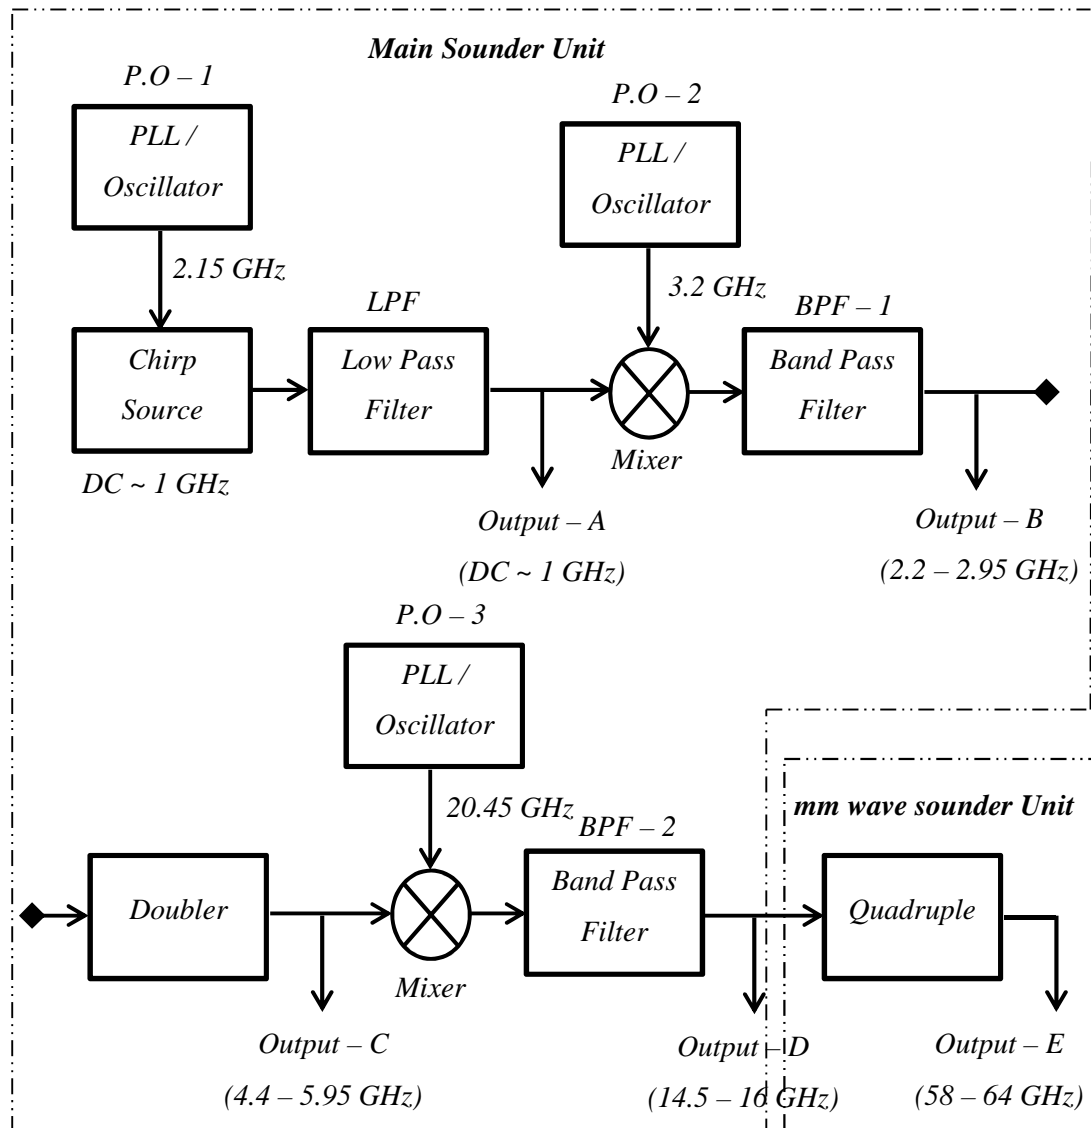 Main Sounder Unit
P.O – 1
PLL /
Oscillator
P.O – 2
PLL /
Oscillator
2.15 GHz
3.2 GHz
Chirp
Source
DC ~ 1 GHz
LPF
Low Pass
Filter
Mixer
BPF – 1
Band Pass
Filter
Output – A
(DC ~ 1 GHz)
Output – B
(2.2 – 2.95 GHz)
P.O – 3
PLL /
Oscillator
20.45 GHz
mm wave sounder Unit
Doubler
Mixer
BPF – 2
Band Pass
Filter
Quadruple
Output – C
(4.4 – 5.95 GHz)
Output – D
(14.5 – 16 GHz)
Output – E
(58 – 64 GHz)